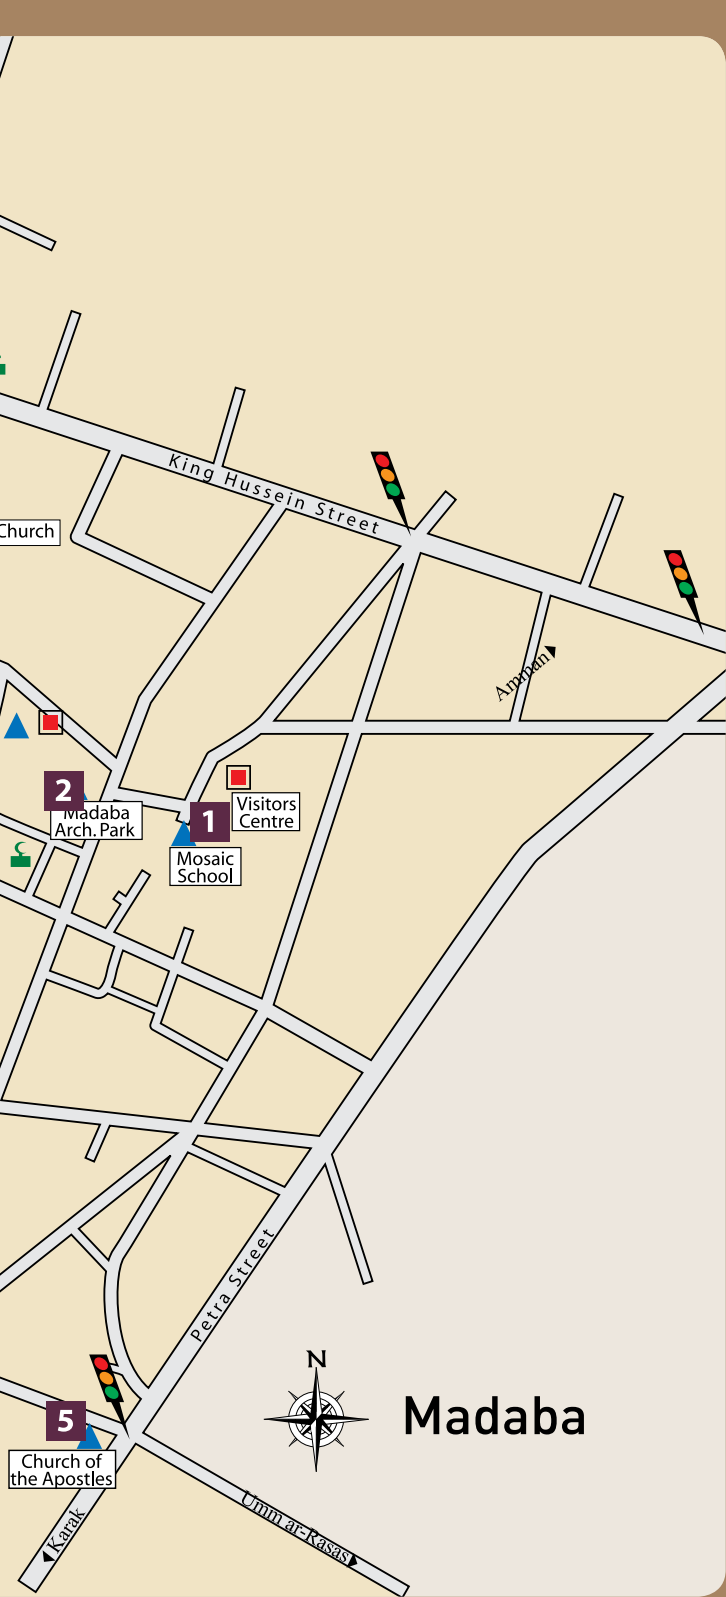 King Hussein Street
Church
Amman
2
Madaba
Arch. Park
1
Visitors
Centre
Mosaic
School
Petra Street
N
Madaba
5
Church of
the Apostles
Karak
Umm ar-Rasas